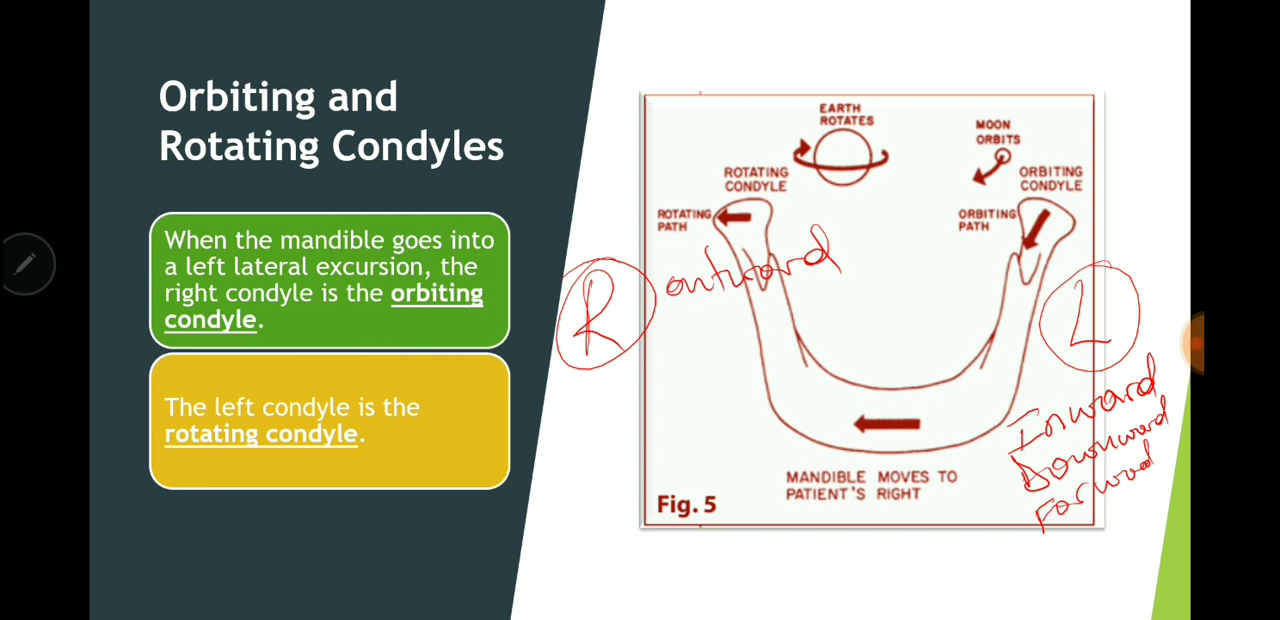 Orbiting and
Rotating Condyles
When the mandible goes into
a left lateral excursion, the
right condyle is the orbiting
condyle.
The left condyle is the
rotating condyle.
EARTH
ROTATES
MOON
ORBITS
ROTATING
CONDYLE
ORBITING
CONDYLE
ROTATING
PATH
ORBITING
PATH
R
outward
L
Inward
Downward
Forward
MANDIBLE MOVES TO
PATIENT'S RIGHT
Fig. 5